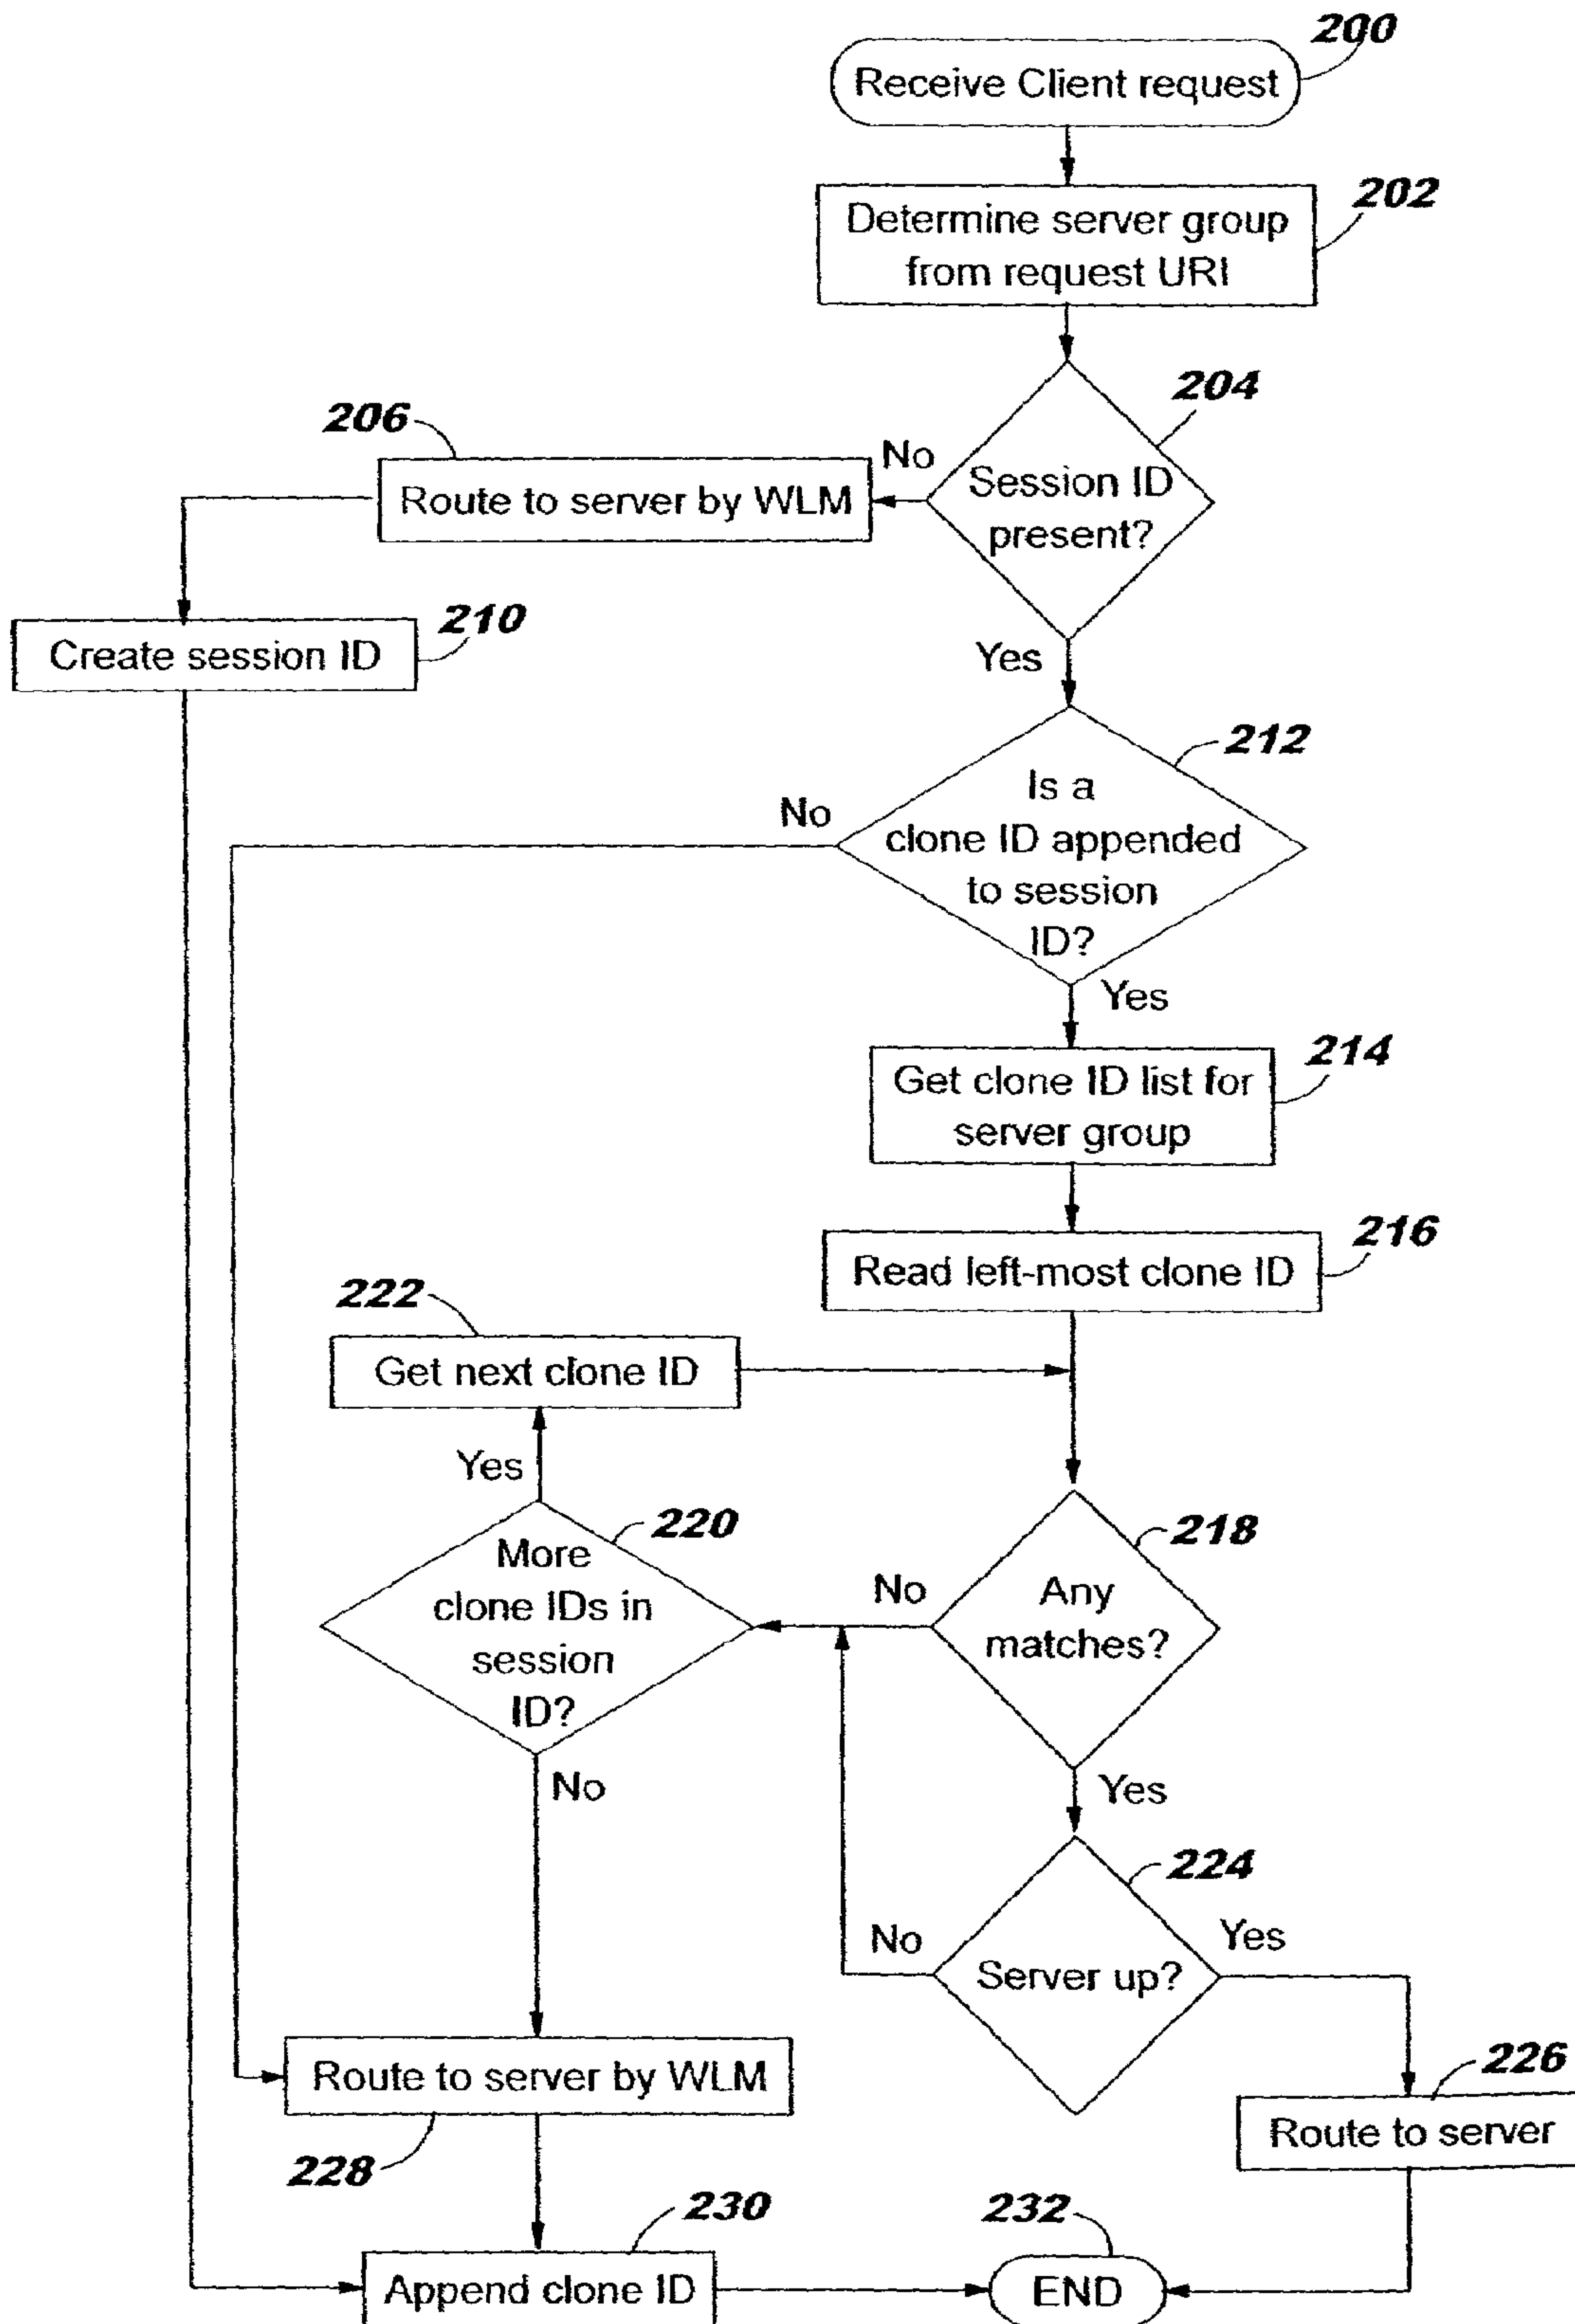 200
Receive Client request
202
Determine server group
from request URI
204
206
No
Session ID
present?
Route to server by WLM
210
Create session ID
Yes
212
Is a
clone ID appended
to session
ID?
No
Yes
214
Get clone ID list for
server group
216
Read left-most clone ID
222
Get next clone ID
Yes
220
More
clone IDs in
session
ID?
218
No
Any
matches?
No
Yes
224
No
Yes
Server up?
226
Route to server
Route to server by WLM
228
230
232
Append clone ID
END